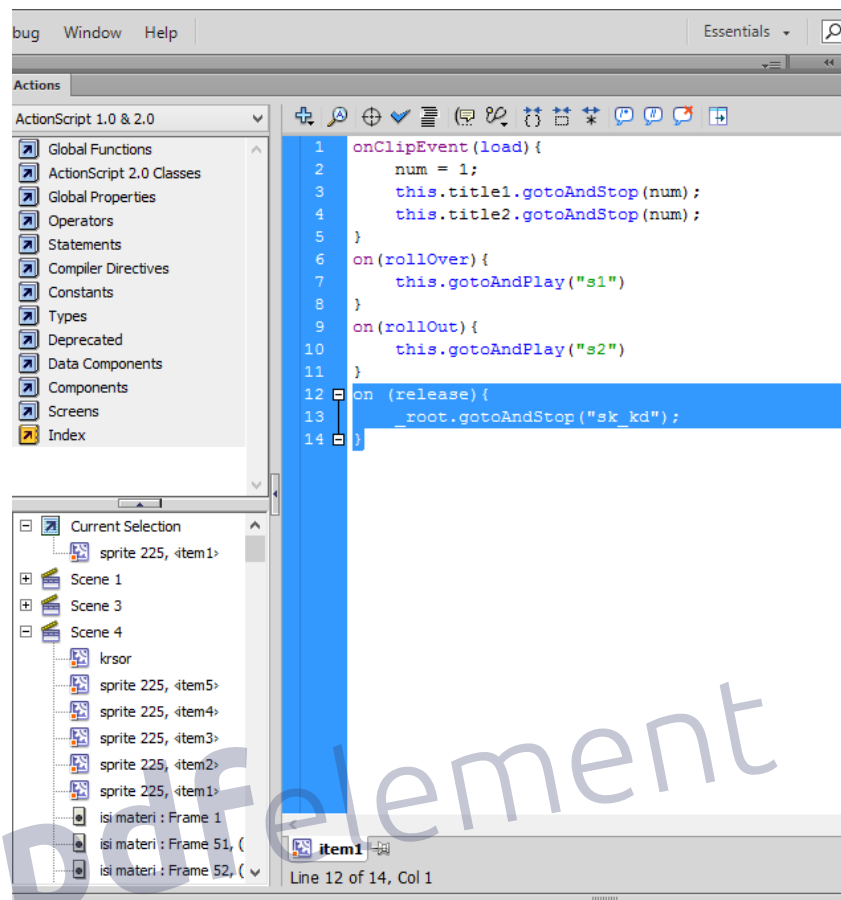 bug Window Help Essentials
Actions
ActionScript 1.0 & 2.0
Global Functions
ActionScript 2.0 Classes
Global Properties
Operators
Statements
Compiler Directives
Constants
Types
Deprecated
Data Components
Components
Screens
Index
1 onClipEvent(load){
2 num = 1;
3 this.title1.gotoAndStop(num);
4 this.title2.gotoAndStop(num);
5 }
6 on(rollOver){
7 this.gotoAndPlay("s1")
8 }
9 on(rollOut){
10 this.gotoAndPlay("s2")
11 }
12 on (release){
13 _root.gotoAndStop("sk_kd");
14 }
Current Selection
sprite 225, <item1>
Scene 1
Scene 3
Scene 4
krsor
sprite 225, <item5>
sprite 225, <item4>
sprite 225, <item3>
sprite 225, <item2>
sprite 225, <item1>
isi materi : Frame 1
isi materi : Frame 51, (
isi materi : Frame 52, (
item1
Line 12 of 14, Col 1
pdfelement